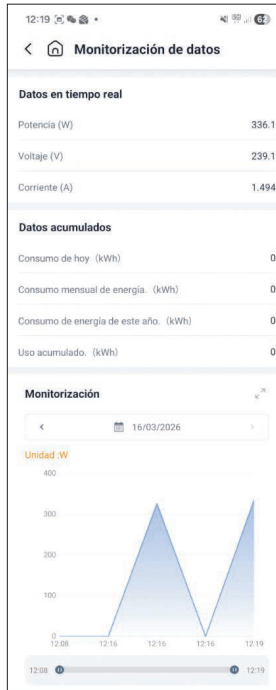 12:19
62
Monitorización de datos
Datos en tiempo real
Potencia (W) 336.1
Voltaje (V) 239.1
Corriente (A) 1.494
Datos acumulados
Consumo de hoy（kWh） 0
Consumo mensual de energía.（kWh） 0
Consumo de energía de este año.（kWh） 0
Uso acumulado.（kWh） 0
Monitorización
16/03/2026
Unidad :W
400
300
200
100
0
12:08 12:16 12:16 12:16 12:19
12:08 12:19